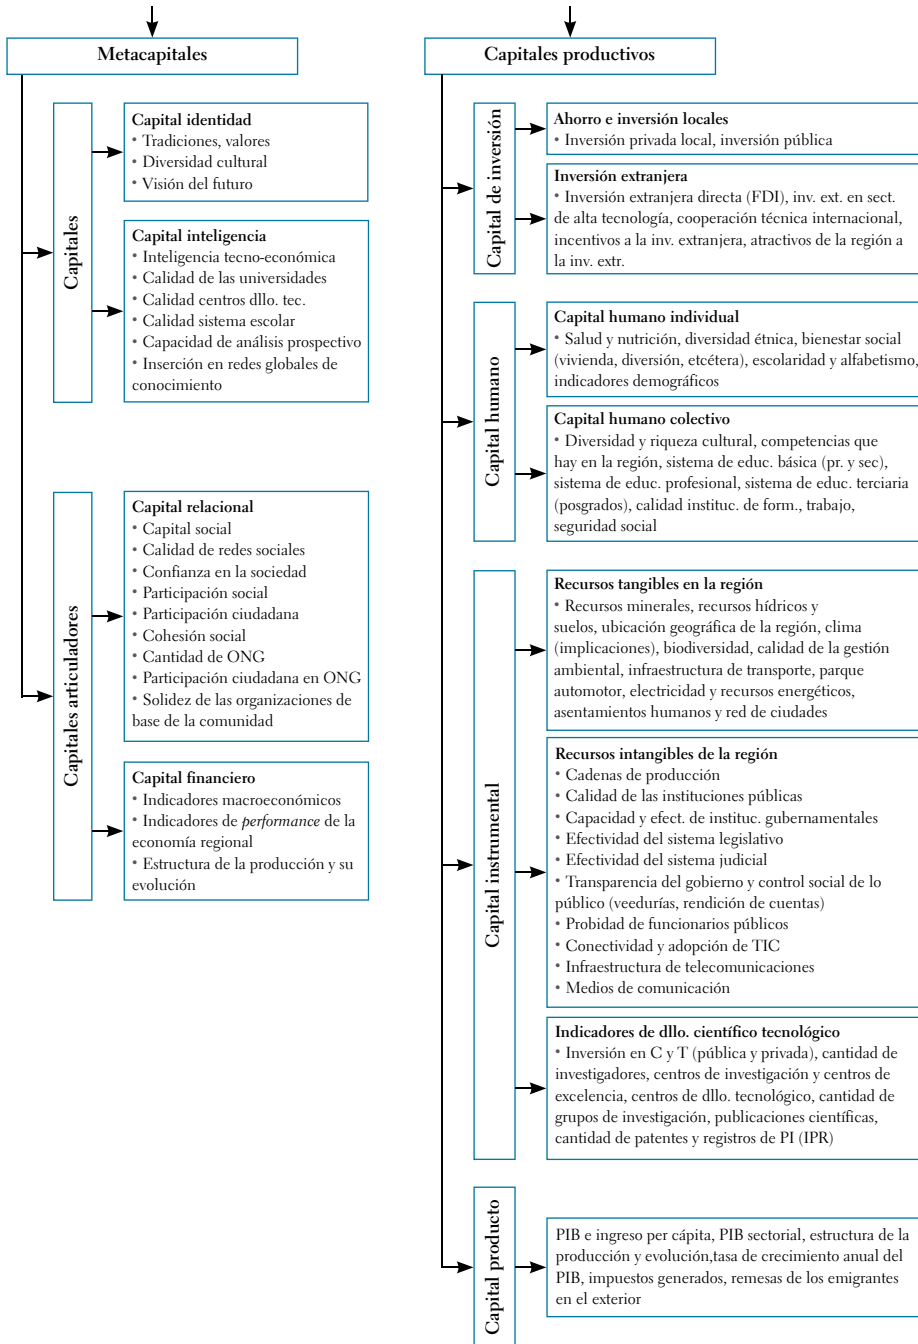 Metacapitales
Capitales
Capital identidad
• Tradiciones, valores
• Diversidad cultural
• Visión del futuro
Capital inteligencia
• Inteligencia tecno-económica
• Calidad de las universidades
• Calidad centros dllo. tec.
• Calidad sistema escolar
• Capacidad de análisis prospectivo
• Inserción en redes globales de
conocimiento
Capitales articuladores
Capital relacional
• Capital social
• Calidad de redes sociales
• Confianza en la sociedad
• Participación social
• Participación ciudadana
• Cohesión social
• Cantidad de ONG
• Participación ciudadana en ONG
• Solidez de las organizaciones de
base de la comunidad
Capital financiero
• Indicadores macroeconómicos
• Indicadores de performance de la
economía regional
• Estructura de la producción y su
evolución
Capitales productivos
Capital de inversión
Ahorro e inversión locales
• Inversión privada local, inversión pública
Inversión extranjera
• Inversión extranjera directa (FDI), inv. ext. en sect.
de alta tecnología, cooperación técnica internacional,
incentivos a la inv. extranjera, atractivos de la región a
la inv. extr.
Capital humano
Capital humano individual
• Salud y nutrición, diversidad étnica, bienestar social
(vivienda, diversión, etcétera), escolaridad y alfabetismo,
indicadores demográficos
Capital humano colectivo
• Diversidad y riqueza cultural, competencias que
hay en la región, sistema de educ. básica (pr. y sec),
sistema de educ. profesional, sistema de educ. terciaria
(posgrados), calidad instituc. de form., trabajo,
seguridad social
Capital instrumental
Recursos tangibles en la región
• Recursos minerales, recursos hídricos y
suelos, ubicación geográfica de la región, clima
(implicaciones), biodiversidad, calidad de la gestión
ambiental, infraestructura de transporte, parque
automotor, electricidad y recursos energéticos,
asentamientos humanos y red de ciudades
Recursos intangibles de la región
• Cadenas de producción
• Calidad de las instituciones públicas
• Capacidad y efect. de instituc. gubernamentales
• Efectividad del sistema legislativo
• Efectividad del sistema judicial
• Transparencia del gobierno y control social de lo
público (veedurías, rendición de cuentas)
• Probidad de funcionarios públicos
• Conectividad y adopción de TIC
• Infraestructura de telecomunicaciones
• Medios de comunicación
Indicadores de dllo. científico tecnológico
• Inversión en C y T (pública y privada), cantidad de
investigadores, centros de investigación y centros de
excelencia, centros de dllo. tecnológico, cantidad de
grupos de investigación, publicaciones científicas,
cantidad de patentes y registros de PI (IPR)
Capital producto
PIB e ingreso per cápita, PIB sectorial, estructura de la
producción y evolución,tasa de crecimiento anual del
PIB, impuestos generados, remesas de los emigrantes
en el exterior